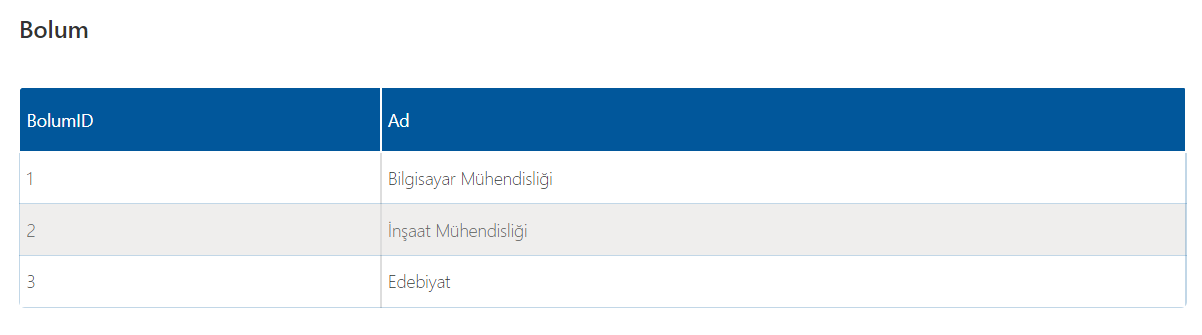 Bolum
BolumID Ad
1 Bilgisayar Mühendisliği
2 İnşaat Mühendisliği
3 Edebiyat